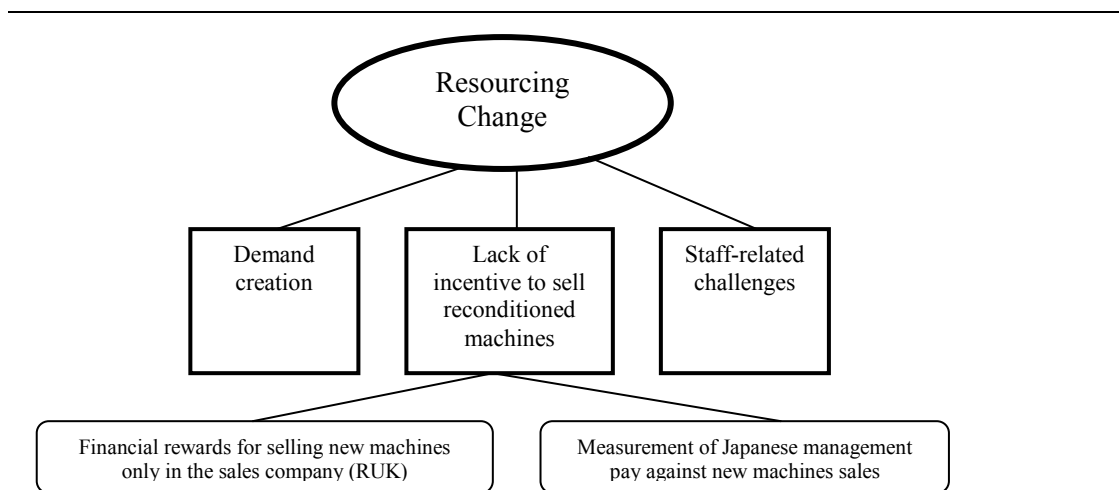 Resourcing
Change
Demand
creation
Lack of
incentive to sell
reconditioned
machines
Staff-related
challenges
Financial rewards for selling new machines
only in the sales company (RUK)
Measurement of Japanese management
pay against new machines sales